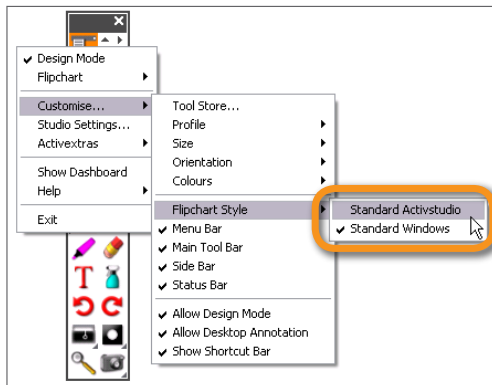 Design Mode
Flipchart
Customise...
Studio Settings...
Activextras
Show Dashboard
Help
Exit
Tool Store...
Profile
Size
Orientation
Colours
Flipchart Style
Menu Bar
Main Tool Bar
Side Bar
Status Bar
Allow Design Mode
Allow Desktop Annotation
Show Shortcut Bar
Standard Activstudio
Standard Windows
T